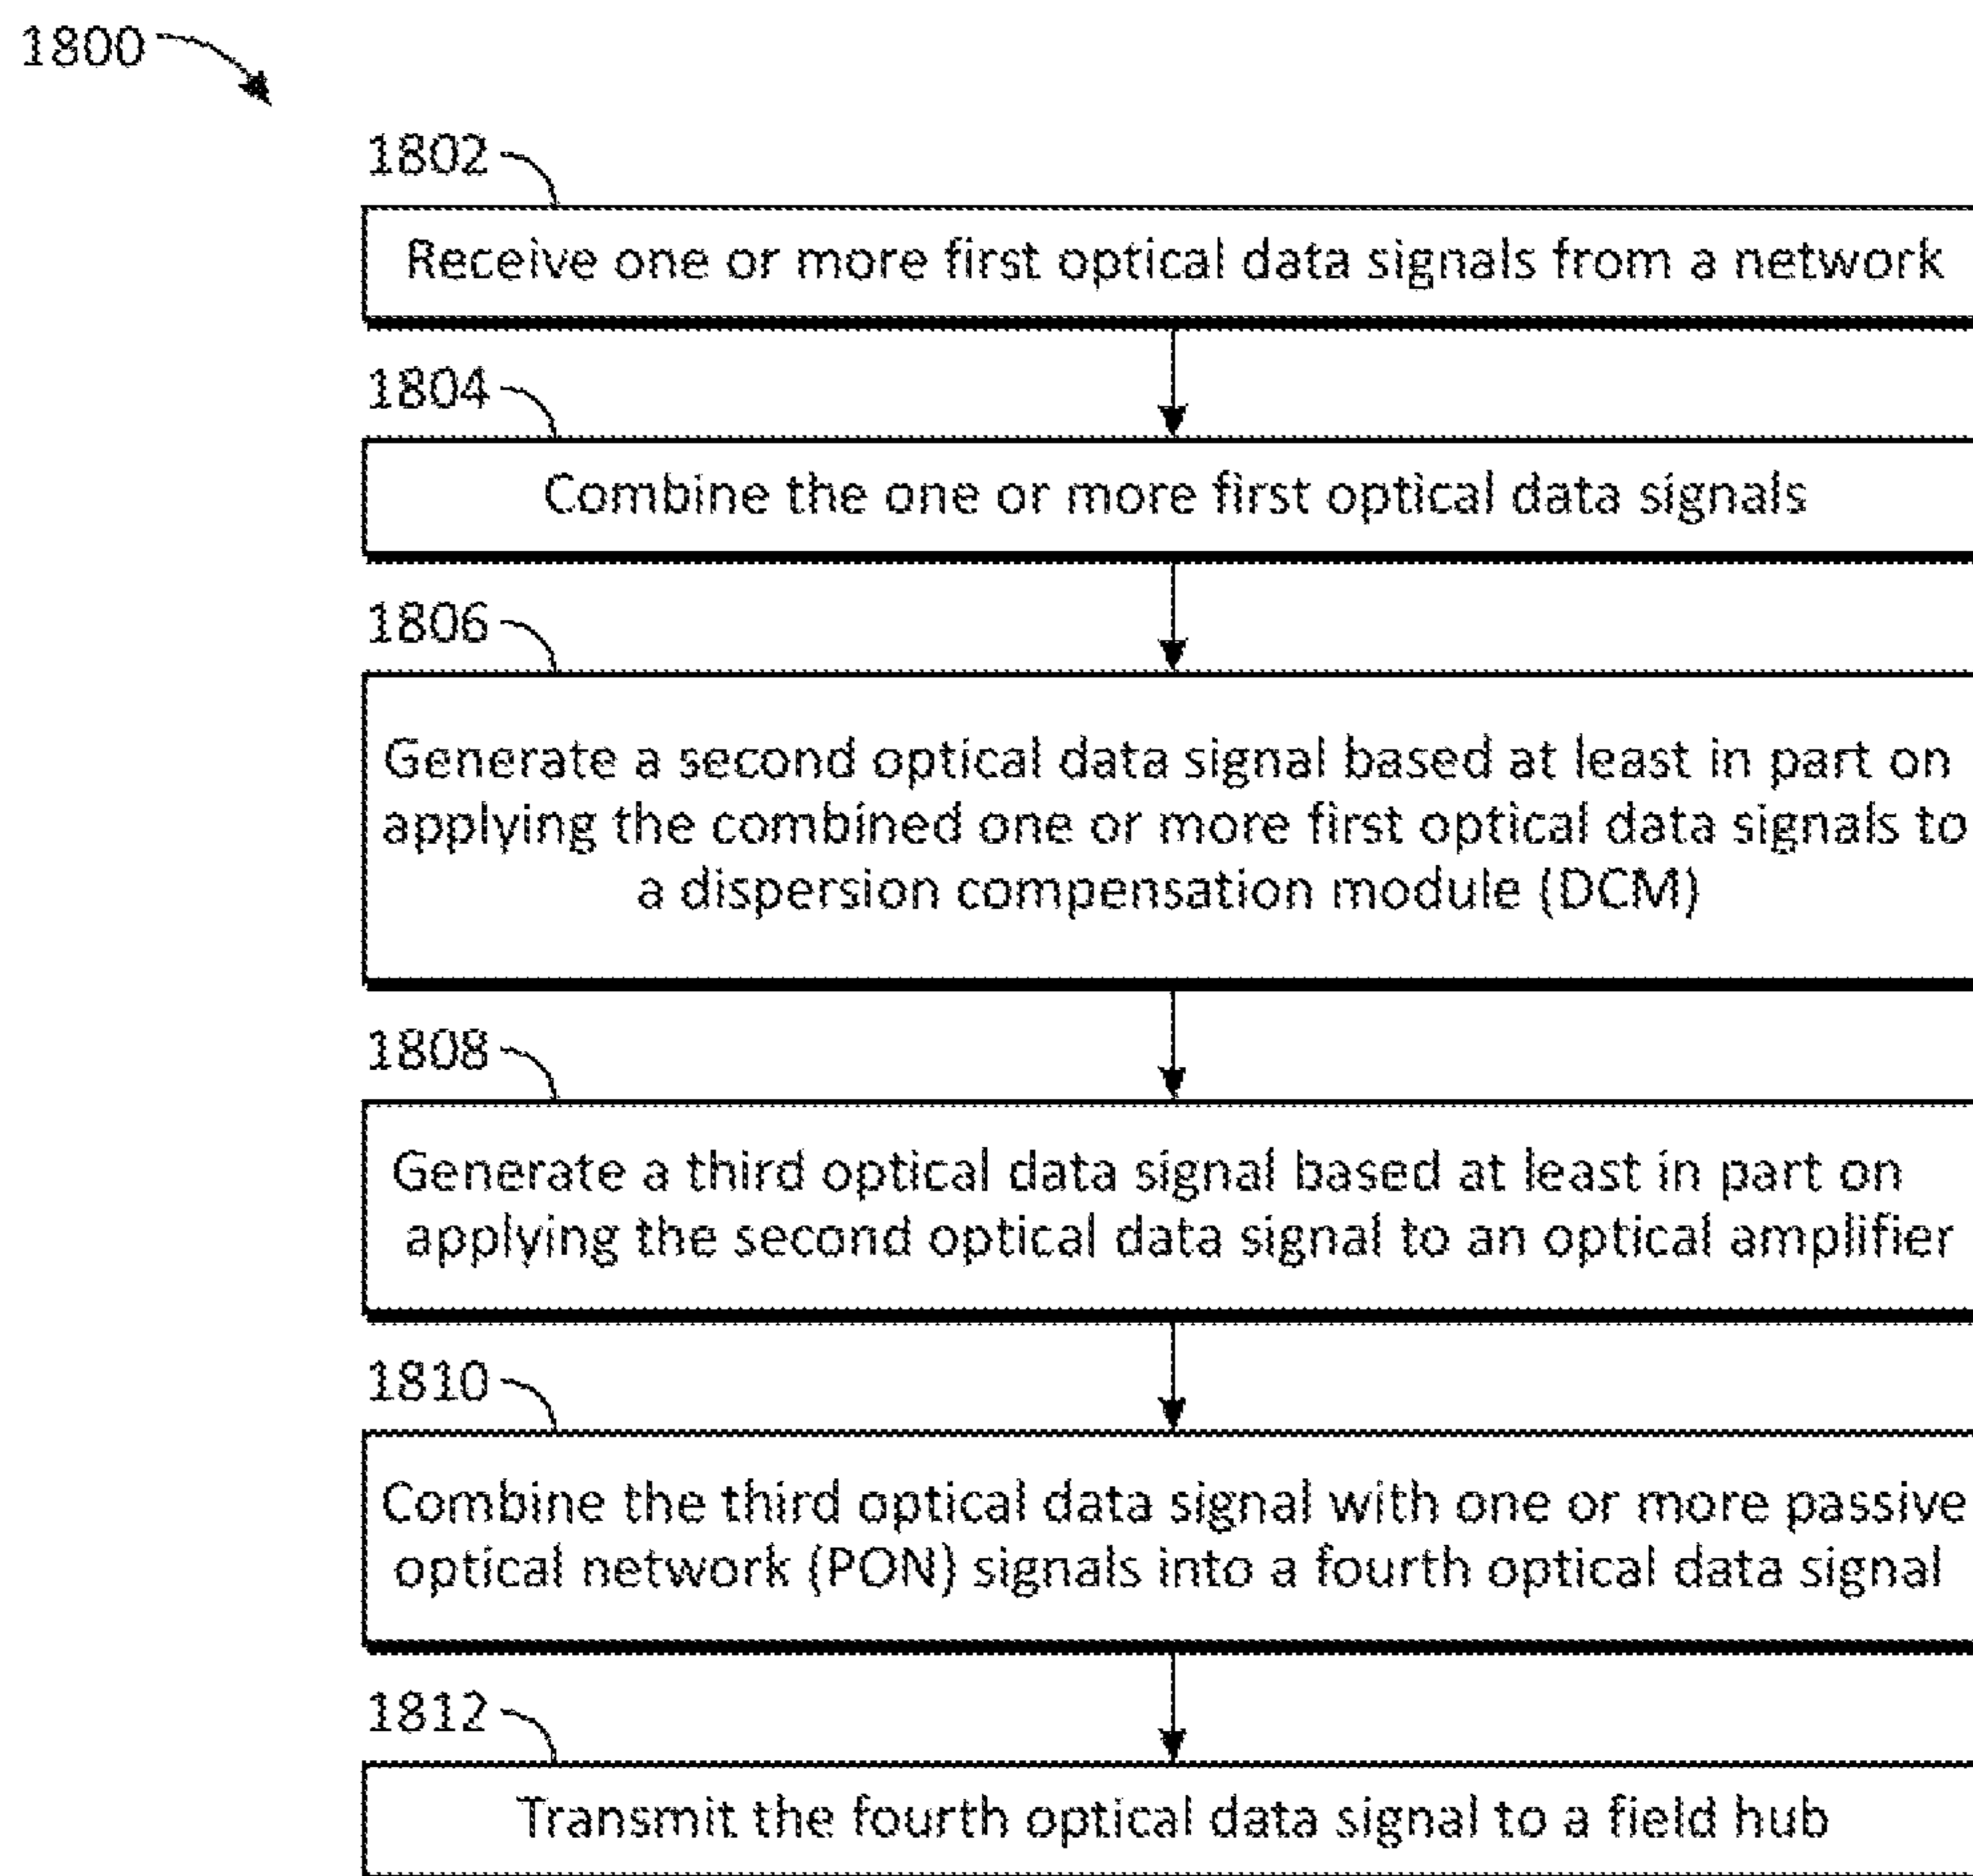 1800
1802
Receive one or more first optical data signals from a network
1804
Combine the one or more first optical data signals
1806
Generate a second optical data signal based at least in part on
applying the combined one or more first optical data signals to
a dispersion compensation module (DCM)
1808
Generate a third optical data signal based at least in part on
applying the second optical data signal to an optical amplifier
1810
Combine the third optical data signal with one or more passive
optical network (PON) signals into a fourth optical data signal
1812
Transmit the fourth optical data signal to a field hub